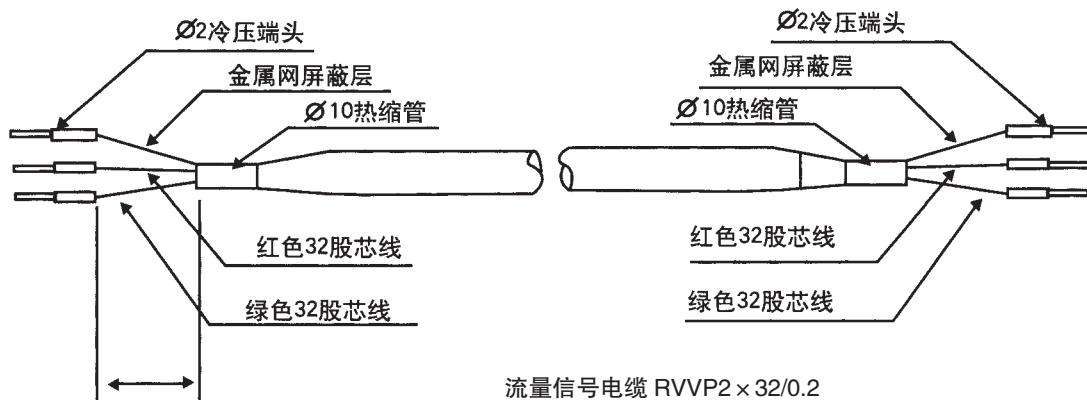 Ø2冷压端头
金属网屏蔽层
Ø10热缩管
红色32股芯线
绿色32股芯线
Ø2冷压端头
金属网屏蔽层
Ø10热缩管
红色32股芯线
绿色32股芯线
流量信号电缆 RVVP2×32/0.2